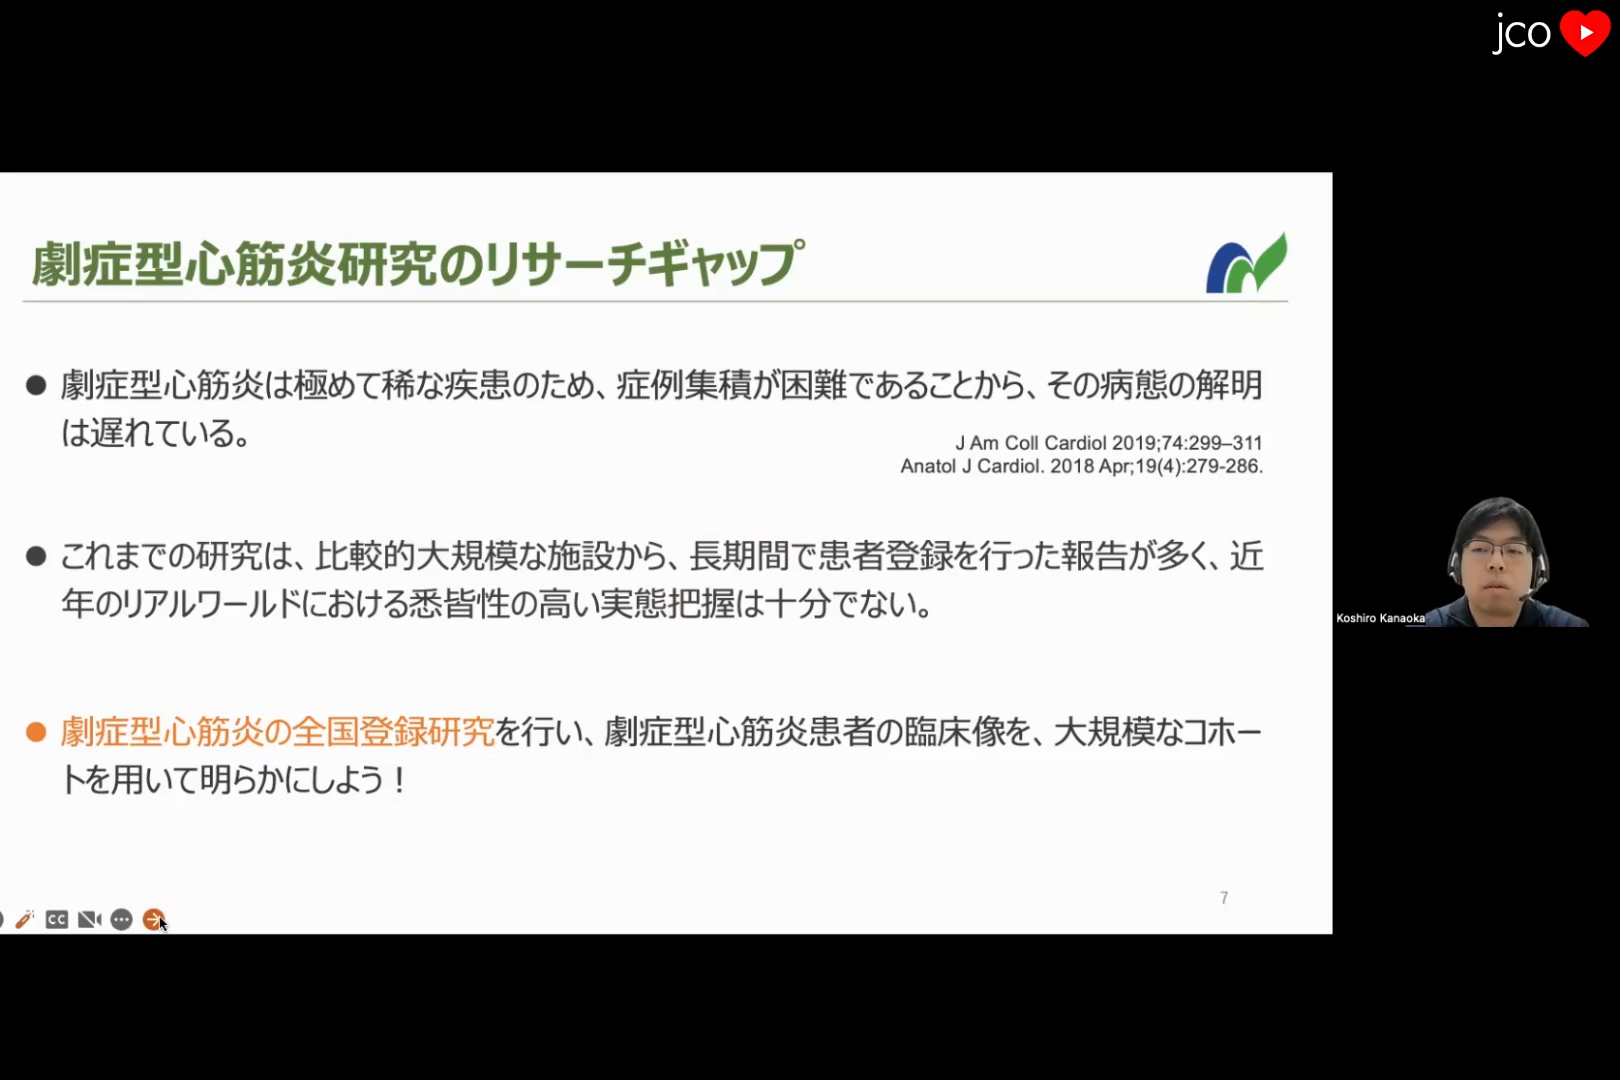 jco
劇症型心筋炎研究のリサーチギャップ
● 劇症型心筋炎は極めて稀な疾患のため、症例集積が困難であることから、その病態の解明
は遅れている。
J Am Coll Cardiol 2019;74:299–311
Anatol J Cardiol. 2018 Apr;19(4):279-286.
● これまでの研究は、比較的大規模な施設から、長期間で患者登録を行った報告が多く、近
年のリアルワールドにおける悉皆性の高い実態把握は十分でない。
● 劇症型心筋炎の全国登録研究を行い、劇症型心筋炎患者の臨床像を、大規模なコホー
トを用いて明らかにしよう！
7
CC
Koshiro Kanaoka